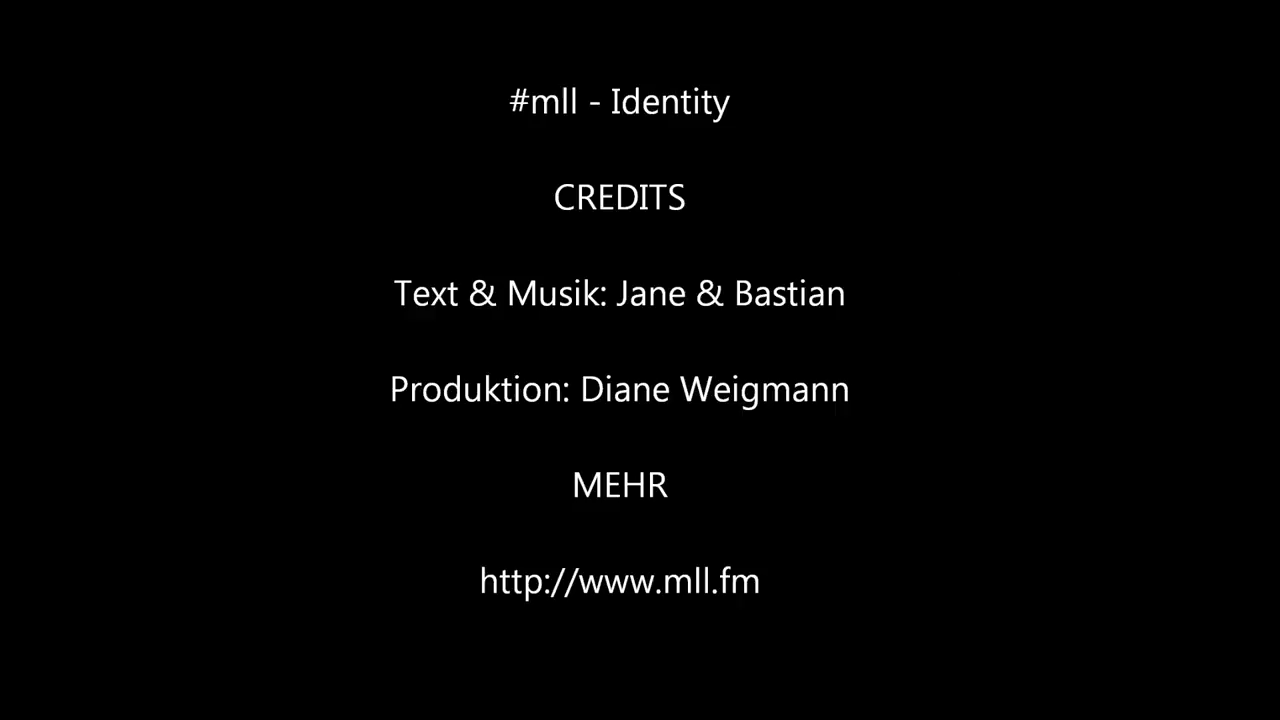 #mll - Identity
CREDITS
Text & Musik: Jane & Bastian
Produktion: Diane Weigmann
MEHR
http://www.mll.fm